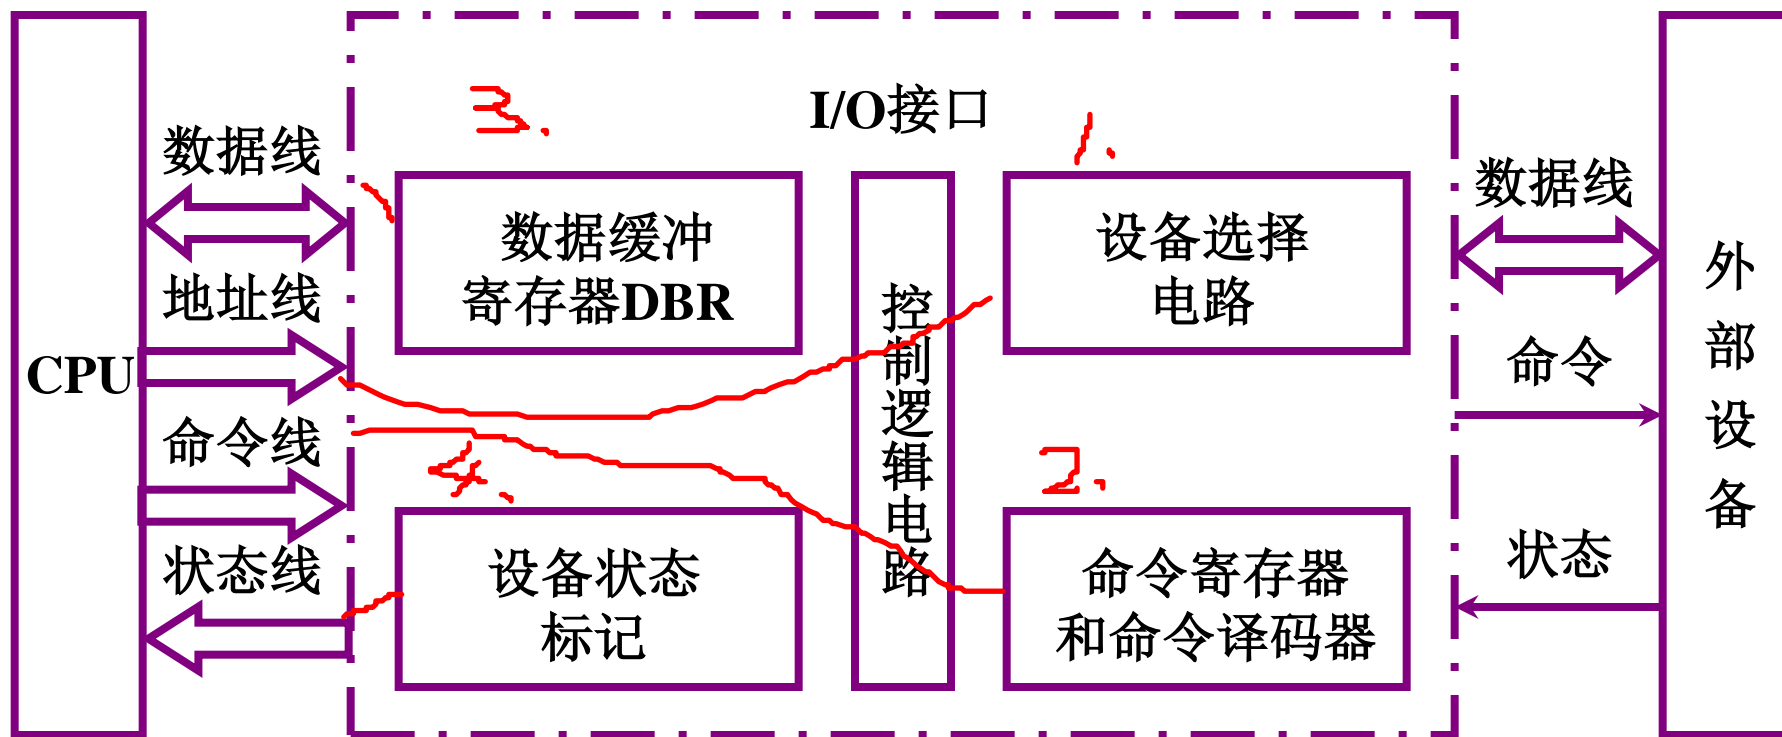 I/O接口
3.
1.
数据线
地址线
CPU
命令线
状态线
数据缓冲
寄存器DBR
设备状态
标记
控制逻辑电路
设备选择
电路
2.
4.
命令寄存器
和命令译码器
数据线
命令
状态
外部设备